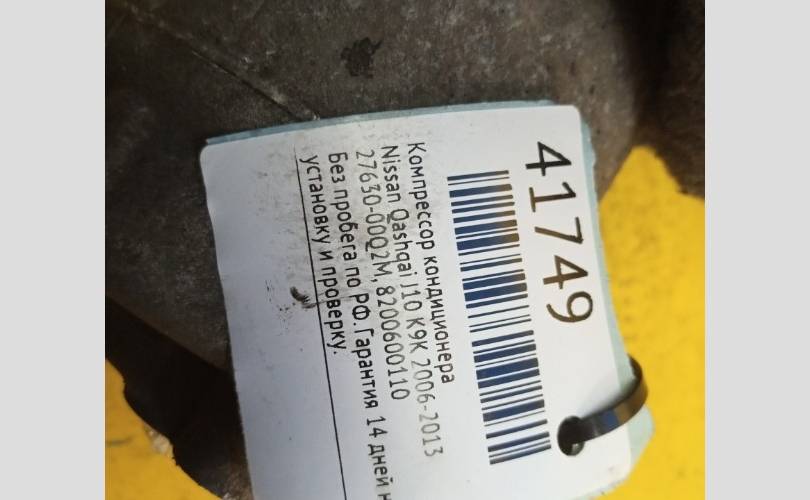 41749
Компрессор кондиционера
Nissan Qashqai J10 K9K 2006-2013
27630-00Q2M, 8200600110
Без пробега по РФ. Гарантия 14 дней н
установку и проверку.